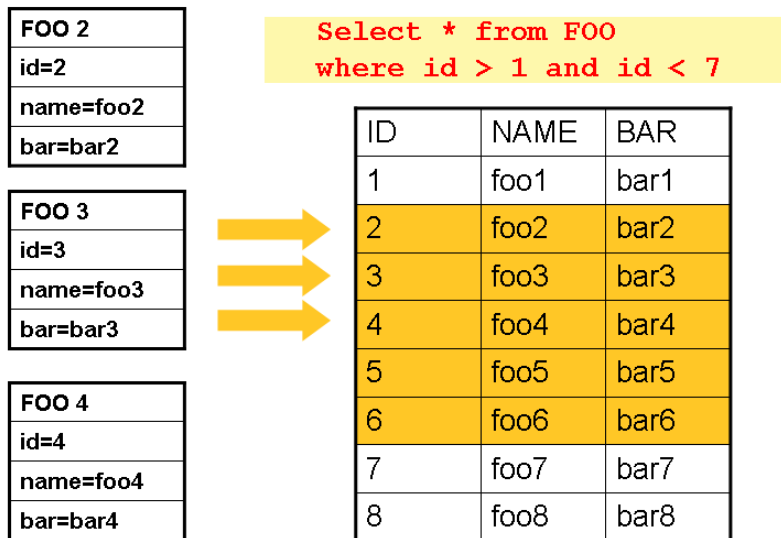 FOO 2
id=2
name=foo2
bar=bar2
FOO 3
id=3
name=foo3
bar=bar3
FOO 4
id=4
name=foo4
bar=bar4
Select * from FOO
where id > 1 and id < 7
ID NAME BAR
1 foo1 bar1
2 foo2 bar2
3 foo3 bar3
4 foo4 bar4
5 foo5 bar5
6 foo6 bar6
7 foo7 bar7
8 foo8 bar8